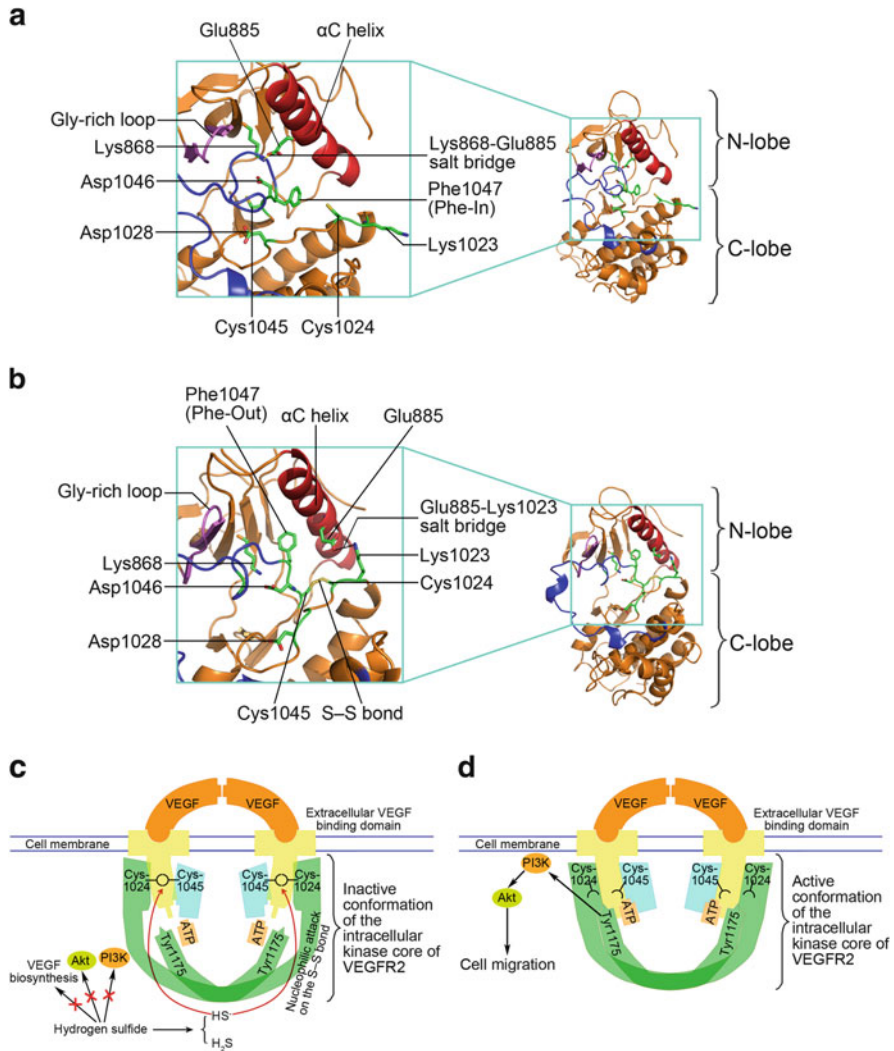 a
Glu885
αC helix
Gly-rich loop
Lys868
Asp1046
Asp1028
Lys868-Glu885
salt bridge
Phe1047
(Phe-In)
Lys1023
Cys1045
Cys1024
N-lobe
C-lobe
b
Phe1047
(Phe-Out)
αC helix
Glu885
Gly-rich loop
Lys868
Asp1046
Asp1028
Glu885-Lys1023
salt bridge
Lys1023
Cys1024
Cys1045
S–S bond
N-lobe
C-lobe
c
VEGF
VEGF
Extracellular VEGF
binding domain
Cell membrane
Cys-
1024
Cys-
1045
Cys-
1045
Cys-
1024
ATP
ATP
Tyr1175
Tyr1175
Nucleophilic attack
on the S–S bond
Inactive
conformation
of the
intracellular
kinase core of
VEGFR2
Akt
PI3K
VEGF
biosynthesis
Hydrogen sulfide
HS
H2S
d
VEGF
VEGF
Extracellular VEGF
binding domain
Cell membrane
PI3K
Akt
Cell migration
Cys-
1024
Cys-
1045
Cys-
1045
Cys-
1024
ATP
ATP
Tyr1175
Tyr1175
Active
conformation
of the
intracellular
kinase core of
VEGFR2